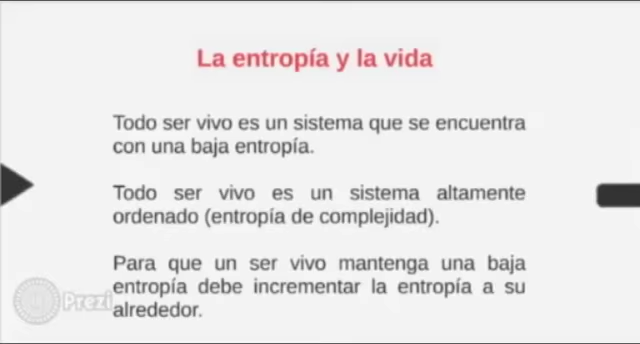 La entropía y la vida
Todo ser vivo es un sistema que se encuentra
con una baja entropía.
Todo ser vivo es un sistema altamente
ordenado (entropía de complejidad).
Para que un ser vivo mantenga una baja
entropía debe incrementar la entropía a su
alrededor.
Prezi